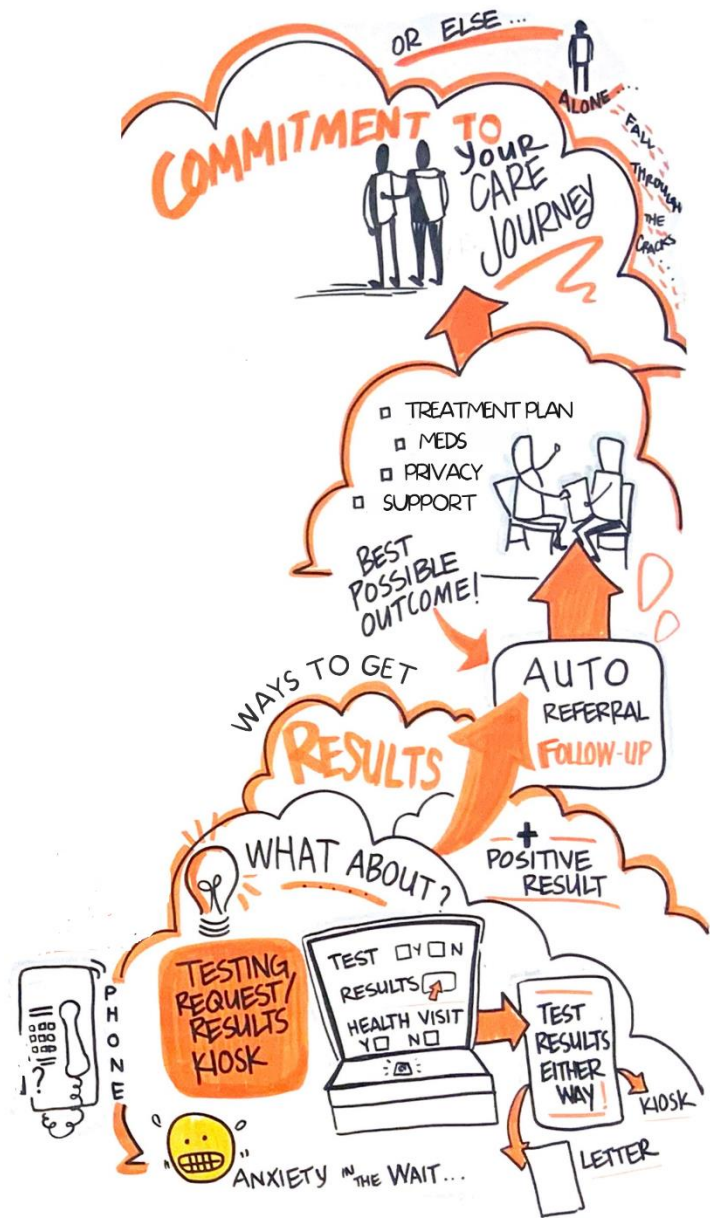 OR ELSE...
ALONE...
FALL
THROUGH
THE
CRACKS...
COMMITMENT TO
YOUR
CARE
JOURNEY
TREATMENT PLAN
MEDS
PRIVACY
SUPPORT
BEST
POSSIBLE
OUTCOME!
AUTO
REFERRAL
FOLLOW-UP
WAYS TO GET
RESULTS
+
POSITIVE
RESULT
WHAT ABOUT?
TESTING
REQUEST/
RESULTS
KIOSK
TEST Y N
RESULTS
HEALTH VISIT
Y N
TEST
RESULTS
EITHER
WAY!
KIOSK
LETTER
PHONE
?
ANXIETY IN THE WAIT...